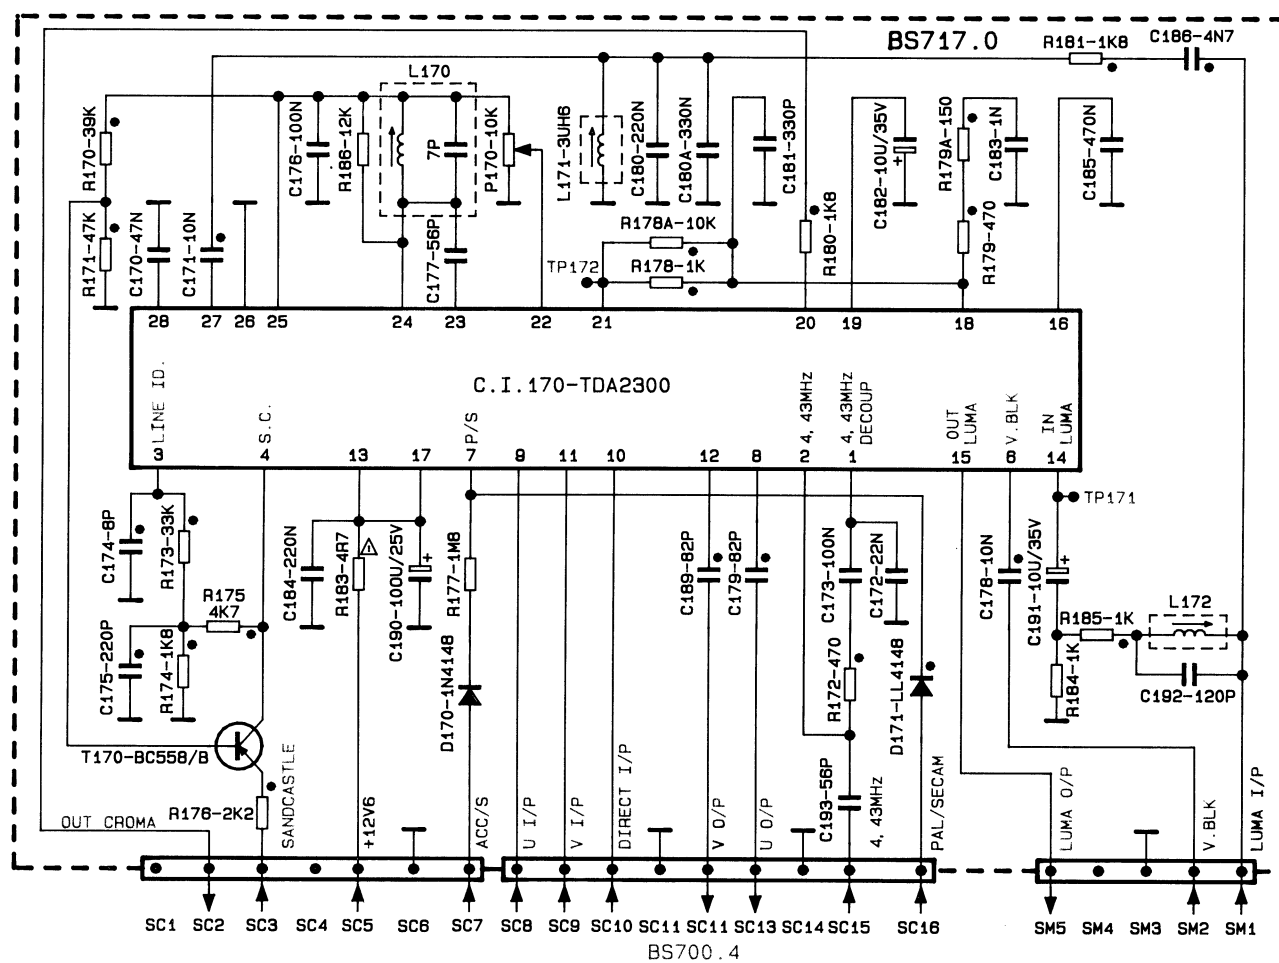 BS717.0
R181-1K8
C186-4N7
L170
R170-39K
C176-100N
R186-12K
7P
P170-10K
L171-3UH6
C180-220N
C180A-330N
C181-330P
C182-10U/35V
+
R179A-150
C183-1N
C185-470N
R171-47K
C170-47N
C171-10N
C177-56P
R178A-10K
TP172
R178-1K
R180-1K8
R179-470
28
27
26
25
24
23
22
21
20
19
18
16
C.I.170-TDA2300
LINE ID.
S.C.
P/S
4,43MHz
4,43MHz
DECOUP
OUT
LUMA
V.BLK
IN
LUMA
3
4
13
17
7
9
11
10
12
8
2
1
15
6
14
TP171
C174-8P
R173-33K
C184-220N
R183-4R7
C190-100U/25V
+
R177-1M8
C189-82P
C179-82P
C173-100N
C172-22N
C178-10N
C191-10U/35V
+
R175
4K7
R185-1K
L172
C175-220P
R174-1K8
D170-1N4148
R172-470
D171-LL4148
R184-1K
C192-120P
T170-BC558/B
R176-2K2
C193-56P
OUT CROMA
SANDCASTLE
+12V6
ACC/S
U I/P
V I/P
DIRECT I/P
V O/P
U O/P
4,43MHz
PAL/SECAM
LUMA O/P
V.BLK
LUMA I/P
SC1
SC2
SC3
SC4
SC5
SC6
SC7
SC8
SC9
SC10
SC11
SC11
SC13
SC14
SC15
SC16
SM5
SM4
SM3
SM2
SM1
BS700.4